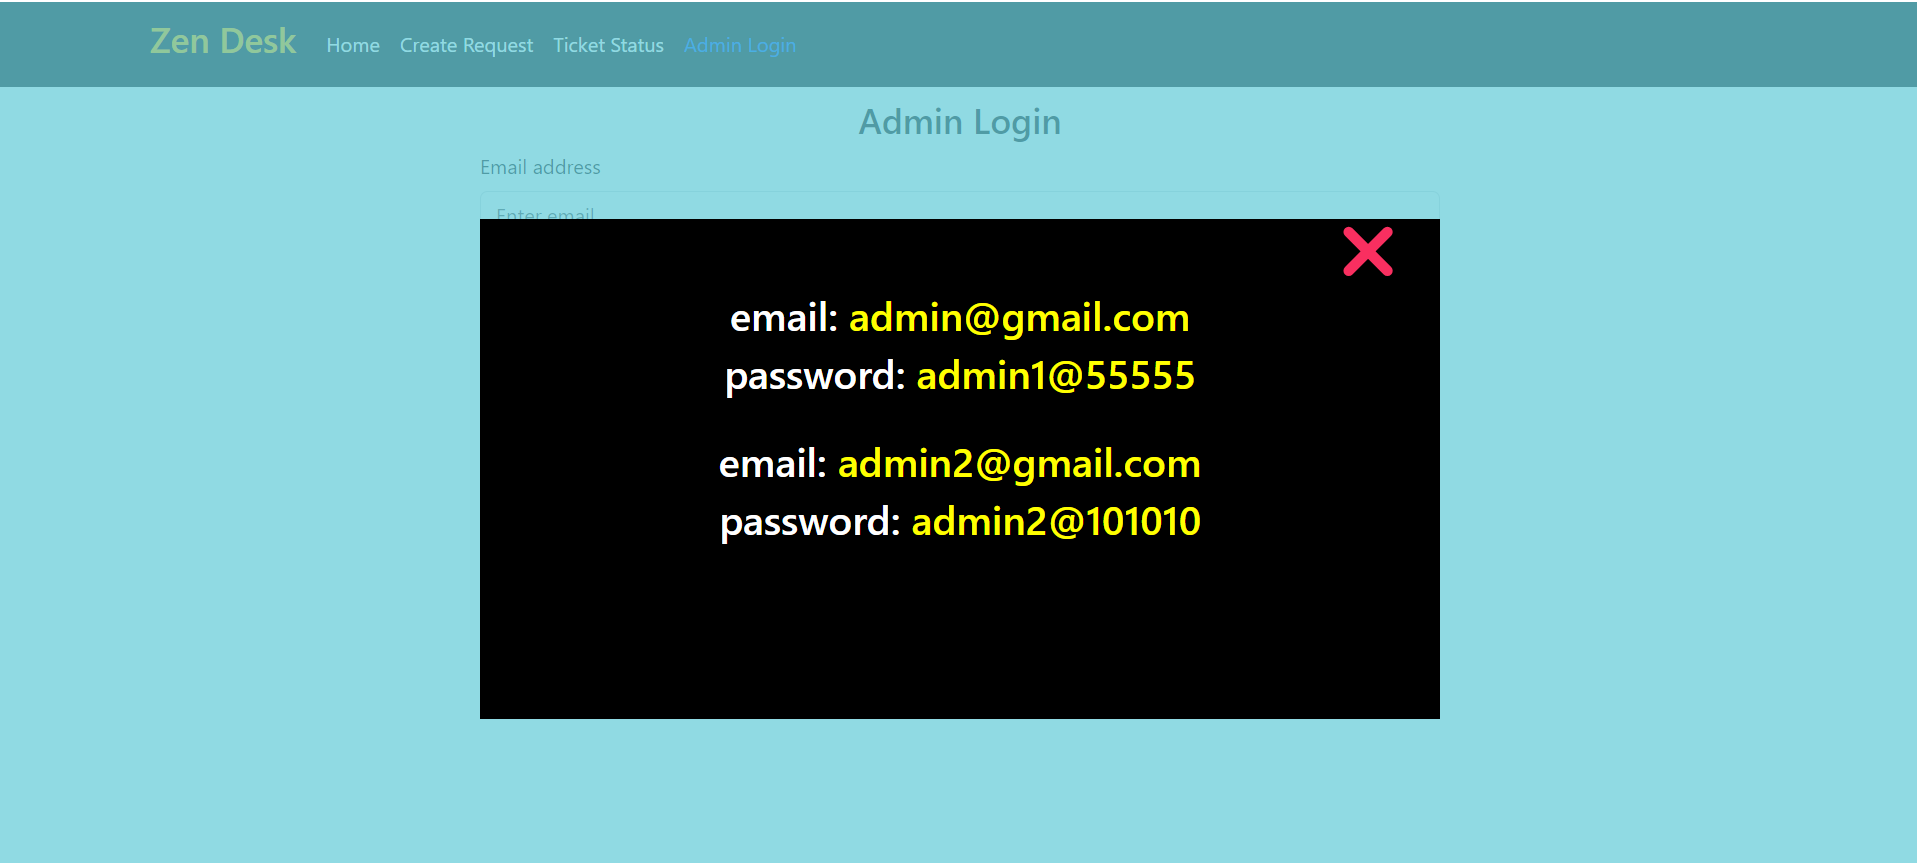 Zen Desk Home Create Request Ticket Status Admin Login
Admin Login
Email address
Enter email
email: admin@gmail.com
password: admin1@55555
email: admin2@gmail.com
password: admin2@101010